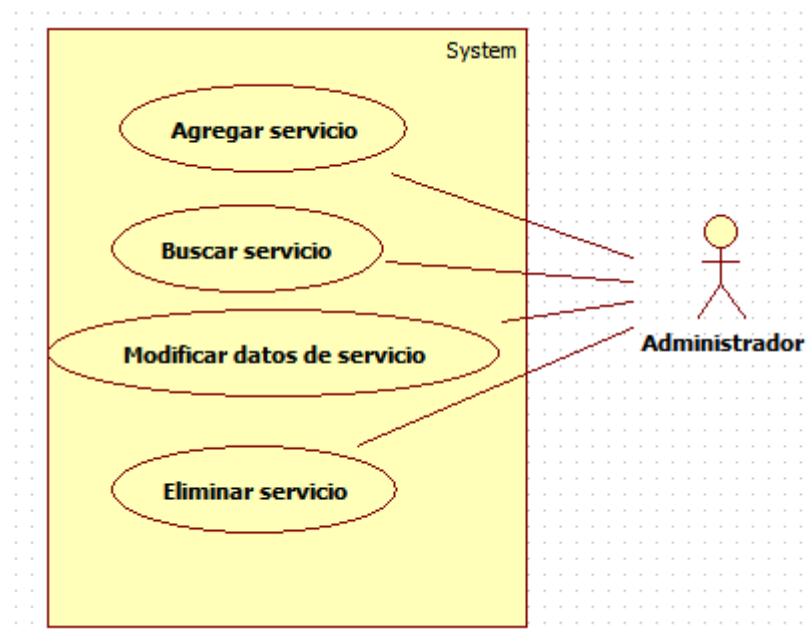 System
Agregar servicio
Buscar servicio
Modificar datos de servicio
Administrador
Eliminar servicio